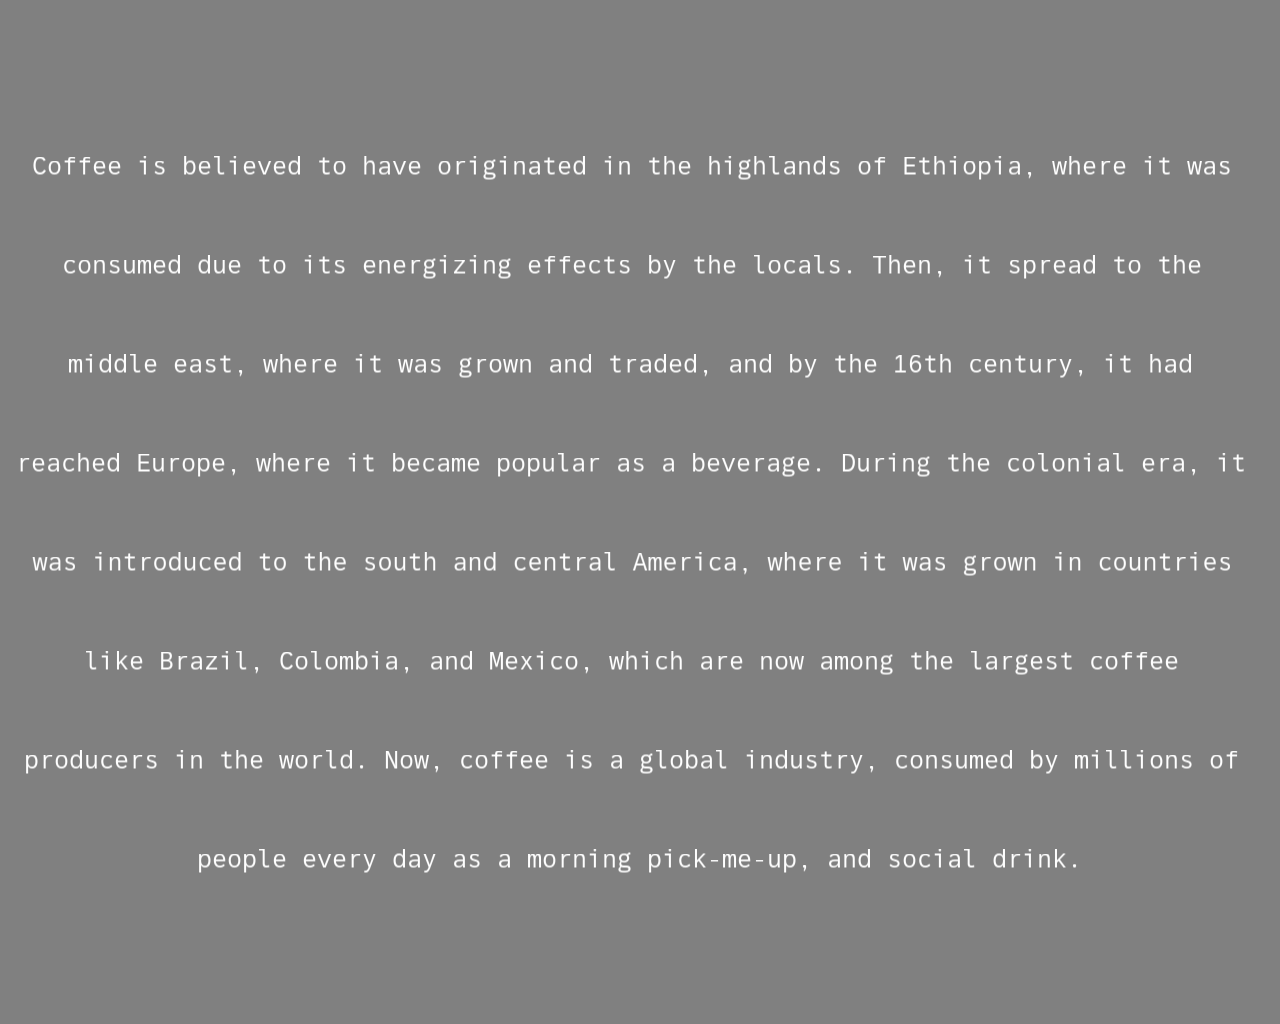 Coffee is believed to have originated in the highlands of Ethiopia, where it was
consumed due to its energizing effects by the locals. Then, it spread to the
middle east, where it was grown and traded, and by the 16th century, it had
reached Europe, where it became popular as a beverage. During the colonial era, it
was introduced to the south and central America, where it was grown in countries
like Brazil, Colombia, and Mexico, which are now among the largest coffee
producers in the world. Now, coffee is a global industry, consumed by millions of
people every day as a morning pick-me-up, and social drink.